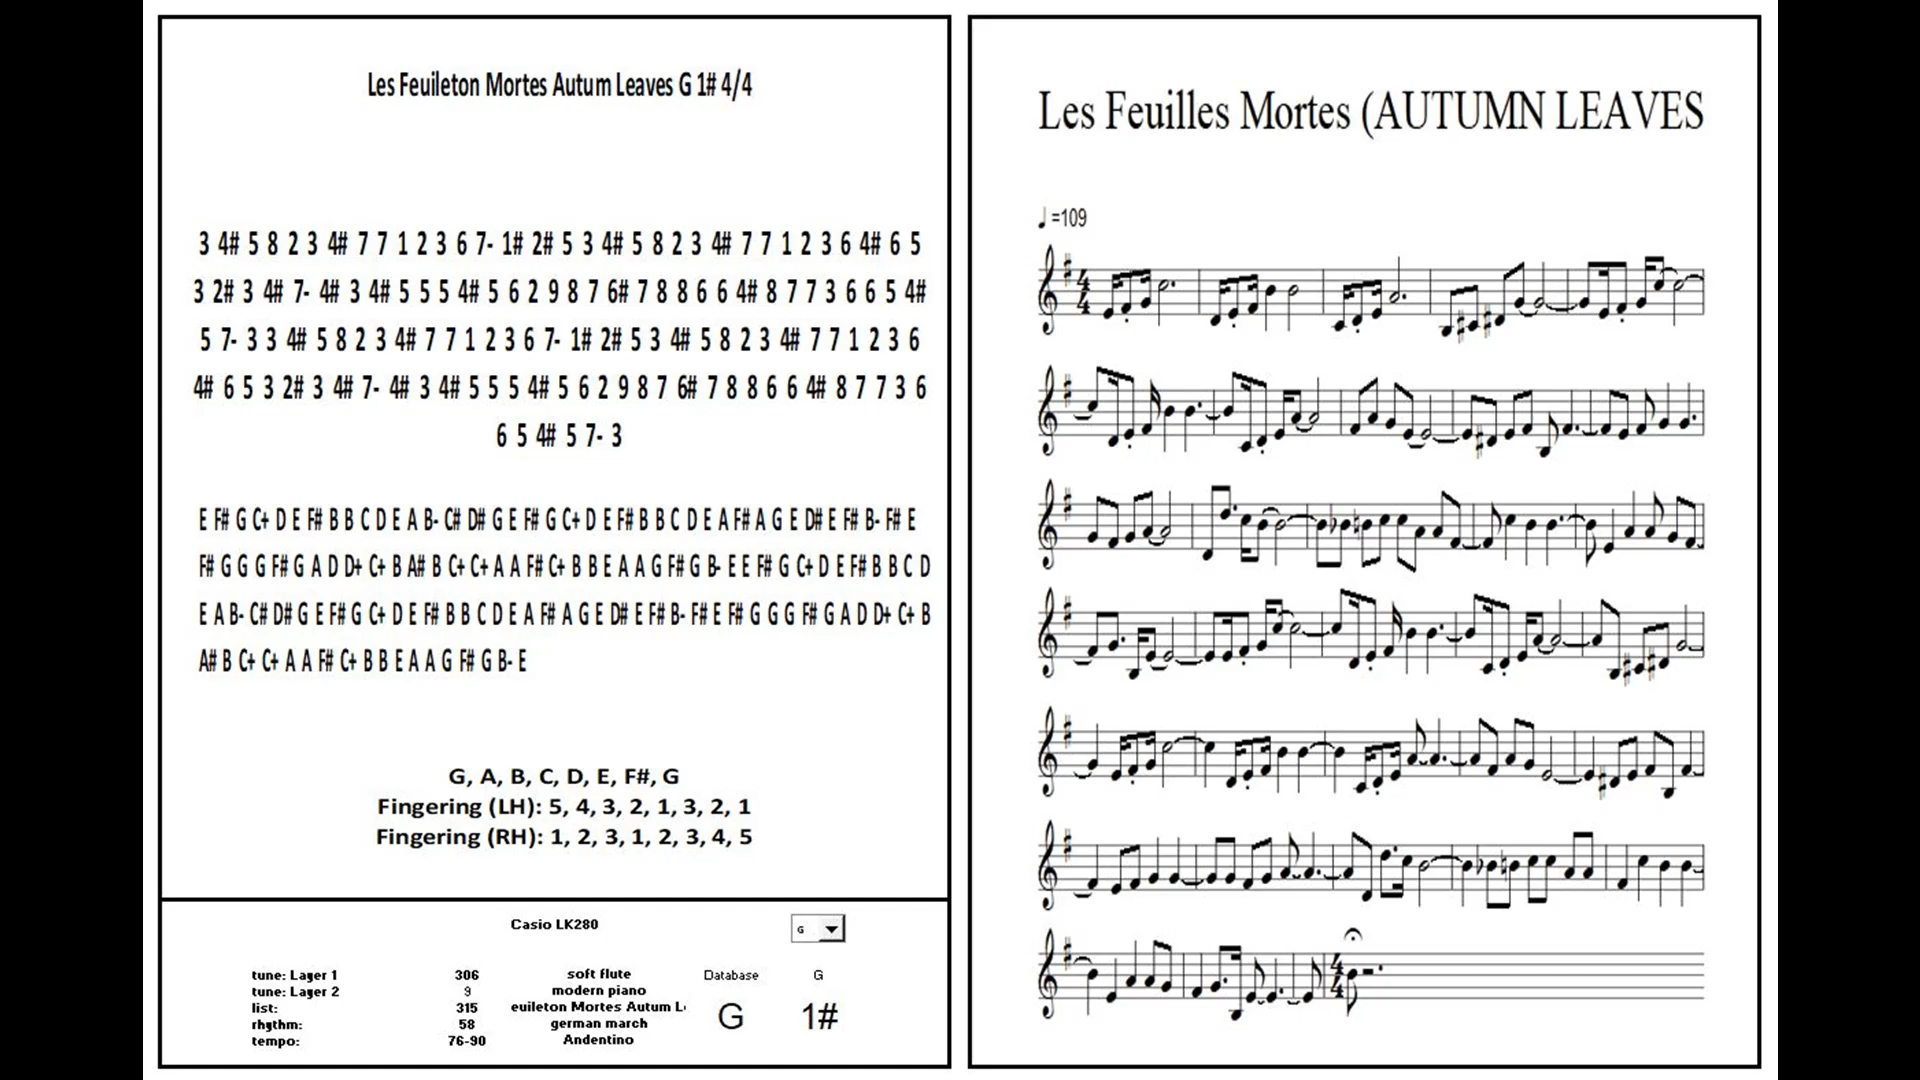 Les Feuileton Mortes Autum Leaves G 1# 4/4
3 4# 5 8 2 3 4# 7 7 1 2 3 6 7- 1# 2# 5 3 4# 5 8 2 3 4# 7 7 1 2 3 6 4# 6 5
3 2# 3 4# 7- 4# 3 4# 5 5 5 4# 5 6 2 9 8 7 6# 7 8 8 6 6 4# 8 7 7 3 6 6 5 4#
5 7- 3 3 4# 5 8 2 3 4# 7 7 1 2 3 6 7- 1# 2# 5 3 4# 5 8 2 3 4# 7 7 1 2 3 6
4# 6 5 3 2# 3 4# 7- 4# 3 4# 5 5 5 4# 5 6 2 9 8 7 6# 7 8 8 6 6 4# 8 7 7 3 6
6 5 4# 5 7- 3
E F# G C+ D E F# B B C D E A B- C# D# G E F# G C+ D E F# B B C D E A F# A G E D# E F# B- F# E
F# G G G F# G A D D+ C+ B A# B C+ C+ A A F# C+ B B E A A G F# G B- E E F# G C+ D E F# B B C D
E A B- C# D# G E F# G C+ D E F# B B C D E A F# A G E D# E F# B- F# E F# G G G F# G A D D+ C+ B
A# B C+ C+ A A F# C+ B B E A A G F# G B- E
G, A, B, C, D, E, F#, G
Fingering (LH): 5, 4, 3, 2, 1, 3, 2, 1
Fingering (RH): 1, 2, 3, 1, 2, 3, 4, 5
Casio LK280
G
tune: Layer 1 306 soft flute Database G
tune: Layer 2 9 modern piano
list: 315 euileton Mortes Autum L G 1#
rhythm: 58 german march
tempo: 76-90 Andentino
Les Feuilles Mortes (AUTUMN LEAVES
=109
4/4
4/4